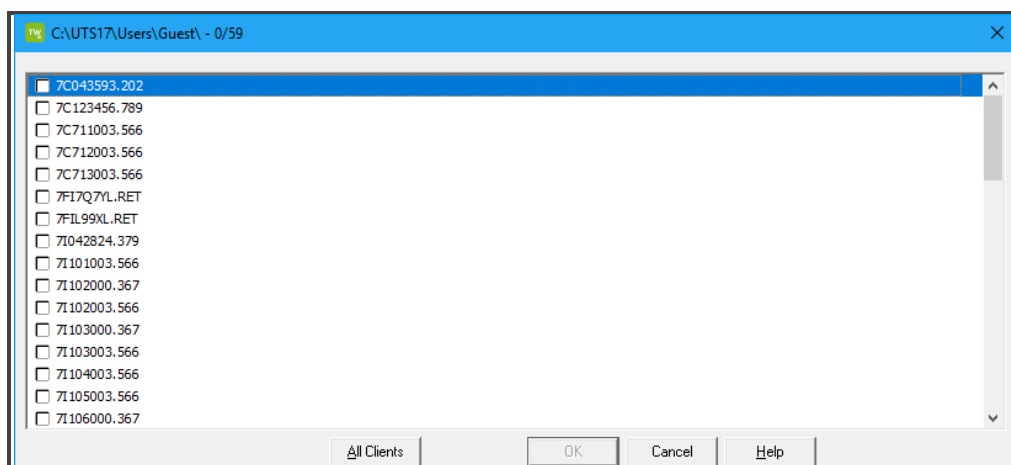 TW C:\UTS17\Users\Guest\ - 0/59
7C043593.202
7C123456.789
7C711003.566
7C712003.566
7C713003.566
7FI7Q7YL.RET
7FIL99XL.RET
7I042824.379
7I101003.566
7I102000.367
7I102003.566
7I103000.367
7I103003.566
7I104003.566
7I105003.566
7I106000.367
All Clients OK Cancel Help